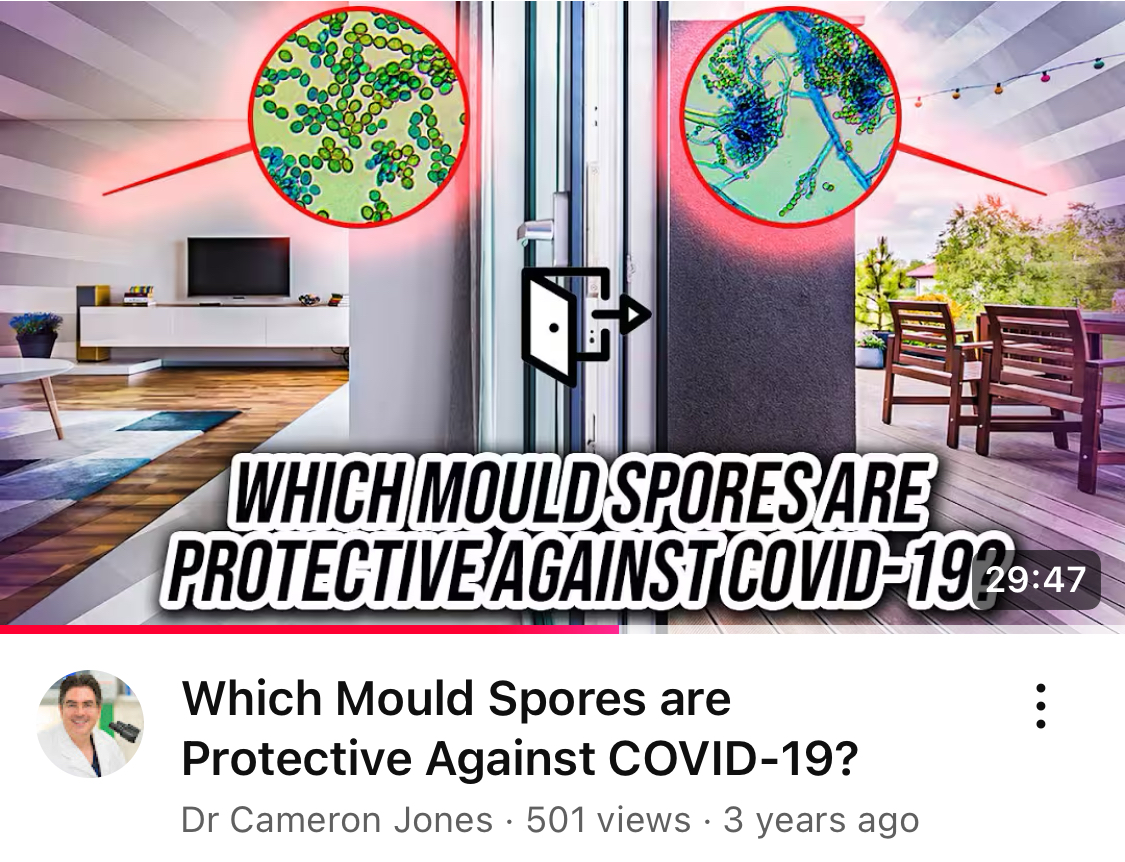 WHICH MOULD SPORES ARE
PROTECTIVE AGAINST COVID-19?
29:47
Which Mould Spores are
Protective Against COVID-19?
Dr Cameron Jones · 501 views · 3 years ago